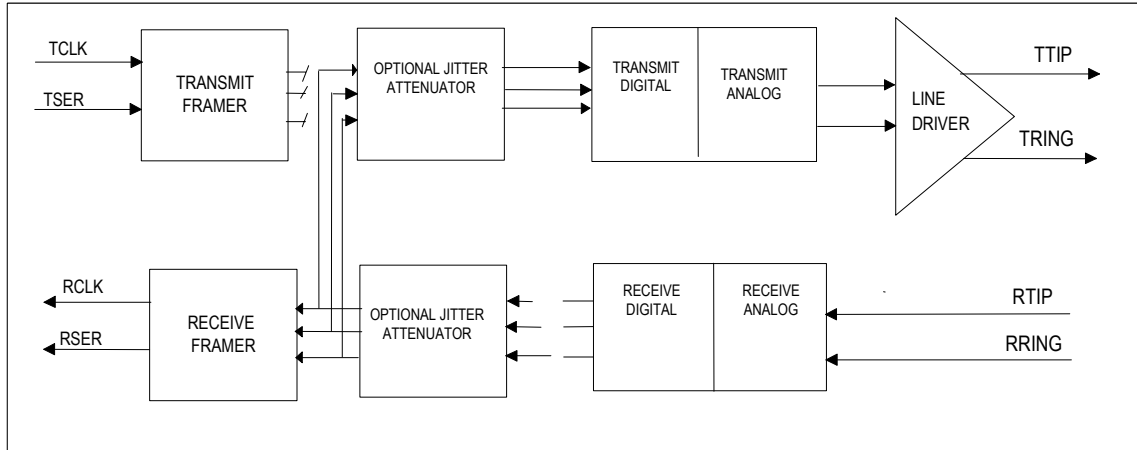 TCLK
TSER
TRANSMIT
FRAMER
OPTIONAL JITTER
ATTENUATOR
TRANSMIT
DIGITAL
TRANSMIT
ANALOG
LINE
DRIVER
TTIP
TRING
RCLK
RSER
RECEIVE
FRAMER
OPTIONAL JITTER
ATTENUATOR
RECEIVE
DIGITAL
RECEIVE
ANALOG
RTIP
RRING